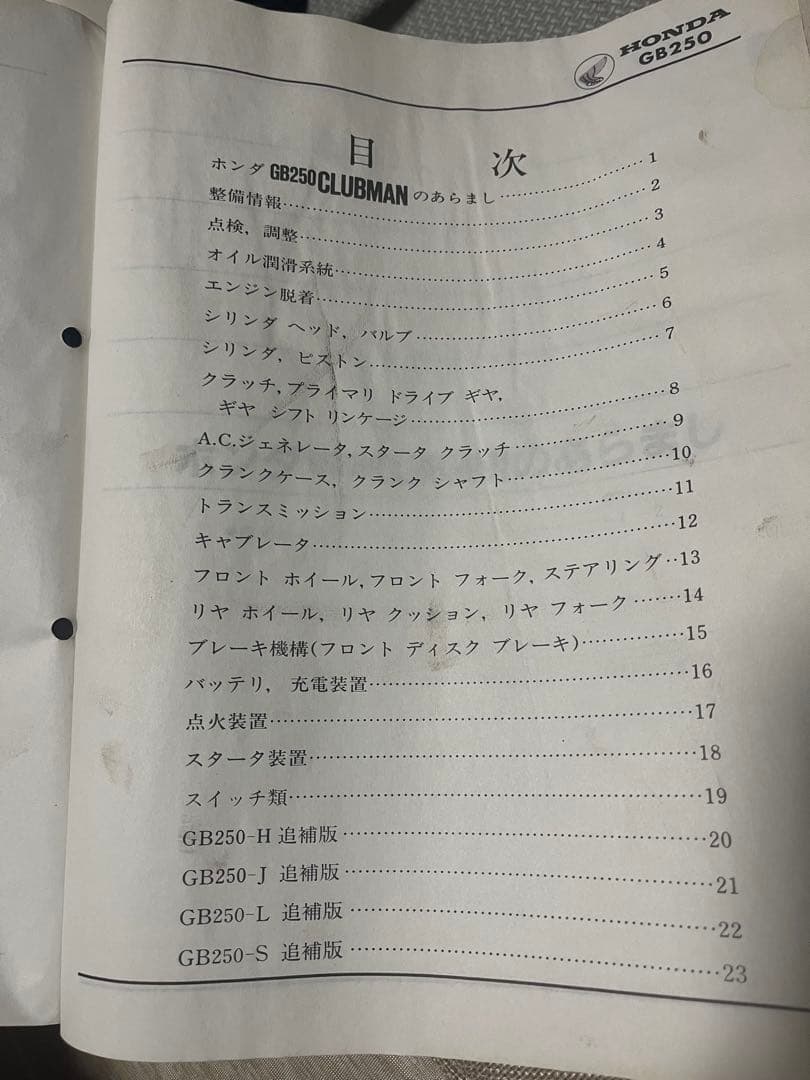 HONDA
GB250
目次
ホンダ GB250 CLUBMAN のあらまし……………1
整備情報……………2
点検,調整……………3
オイル潤滑系統……………4
エンジン脱着……………5
シリンダ ヘッド,バルブ……………6
シリンダ,ピストン……………7
クラッチ,プライマリ ドライブ ギヤ,
ギヤ シフト リンケージ……………8
A.C.ジェネレータ,スタータ クラッチ……………9
クランクケース,クランク シャフト……………10
トランスミッション……………11
キャブレータ……………12
フロント ホイール,フロント フォーク,ステアリング‥13
リヤ ホイール,リヤ クッション,リヤ フォーク……14
ブレーキ機構(フロント ディスク ブレーキ)……………15
バッテリ,充電装置……………16
点火装置……………17
スタータ装置……………18
スイッチ類……………19
GB250-H 追補版……………20
GB250-J 追補版……………21
GB250-L 追補版……………22
GB250-S 追補版……………23